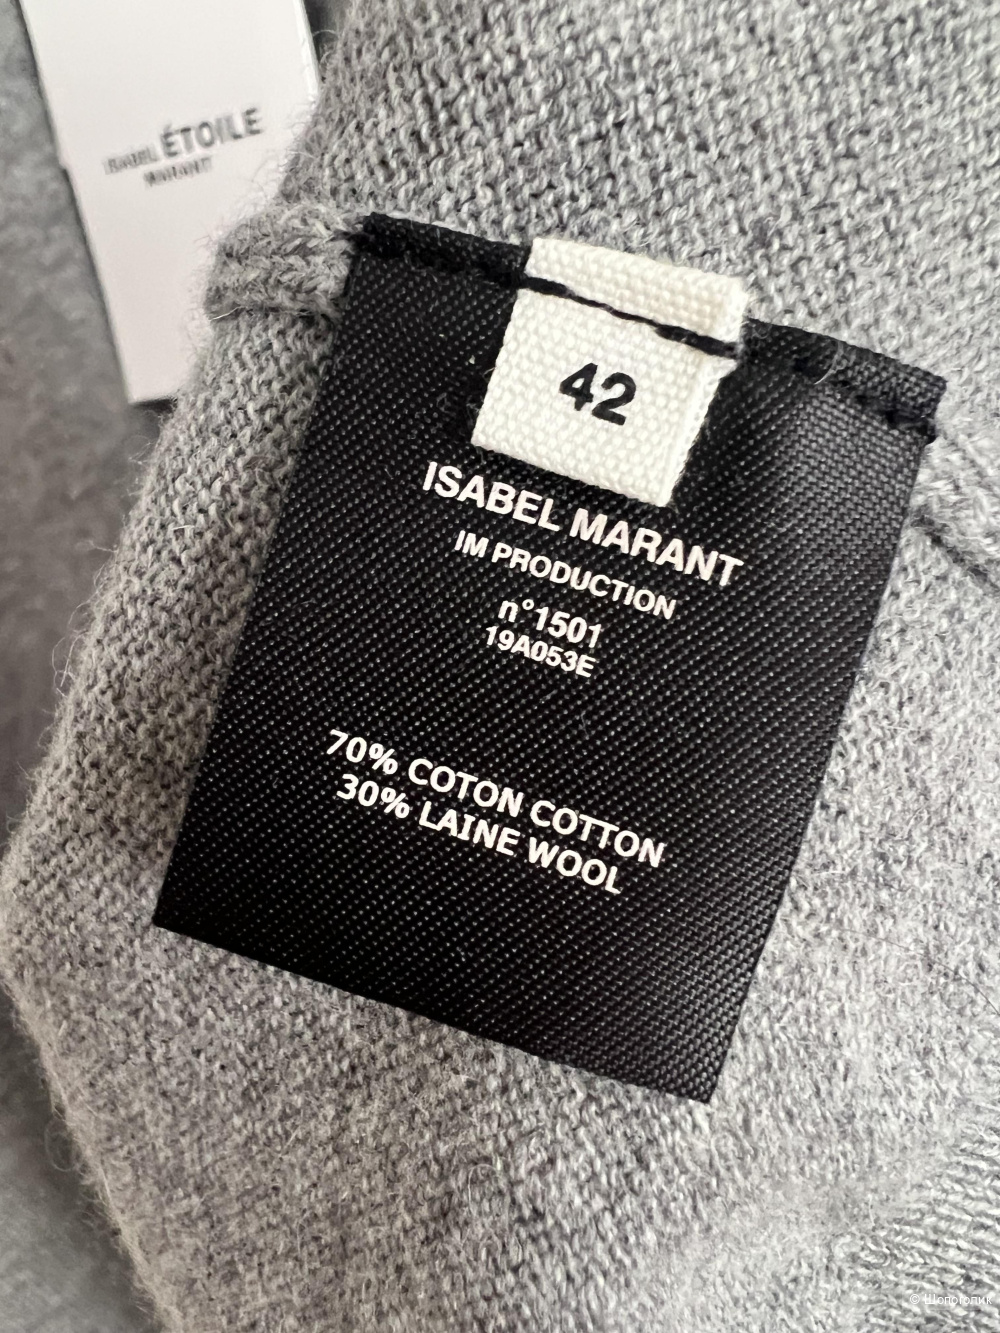 ISABEL ÉTOILE
MARANT
42
ISABEL MARANT
IM PRODUCTION
n°1501
19A053E
70% COTON COTTON
30% LAINE WOOL
© Шопоголик